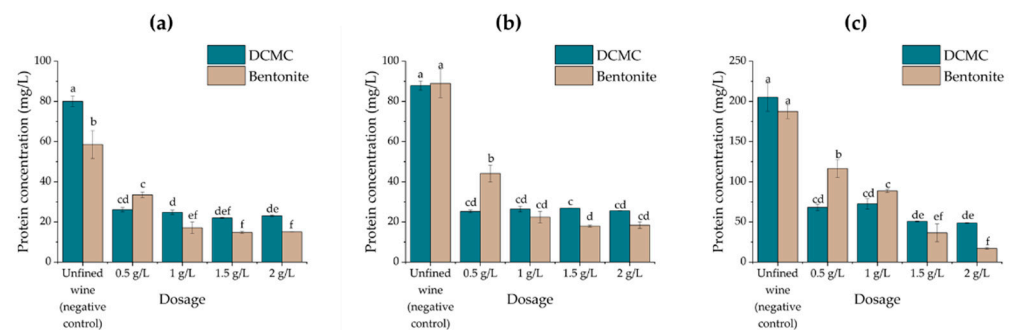 (a)
DCMC
Bentonite
Protein concentration (mg/L)
100
80
60
40
20
0
a
b
cd
c
d
ef
def
f
de
f
Unfined
wine
(negative
control)
0.5 g/L
1 g/L
1.5 g/L
2 g/L
Dosage
(b)
DCMC
Bentonite
Protein concentration (mg/L)
100
80
60
40
20
0
a
a
cd
b
cd
cd
c
d
cd
cd
Unfined
wine
(negative
control)
0.5 g/L
1 g/L
1.5 g/L
2 g/L
Dosage
(c)
DCMC
Bentonite
Protein concentration (mg/L)
250
200
150
100
50
0
a
a
cd
b
cd
c
de
ef
de
f
Unfined
wine
(negative
control)
0.5 g/L
1 g/L
1.5 g/L
2 g/L
Dosage